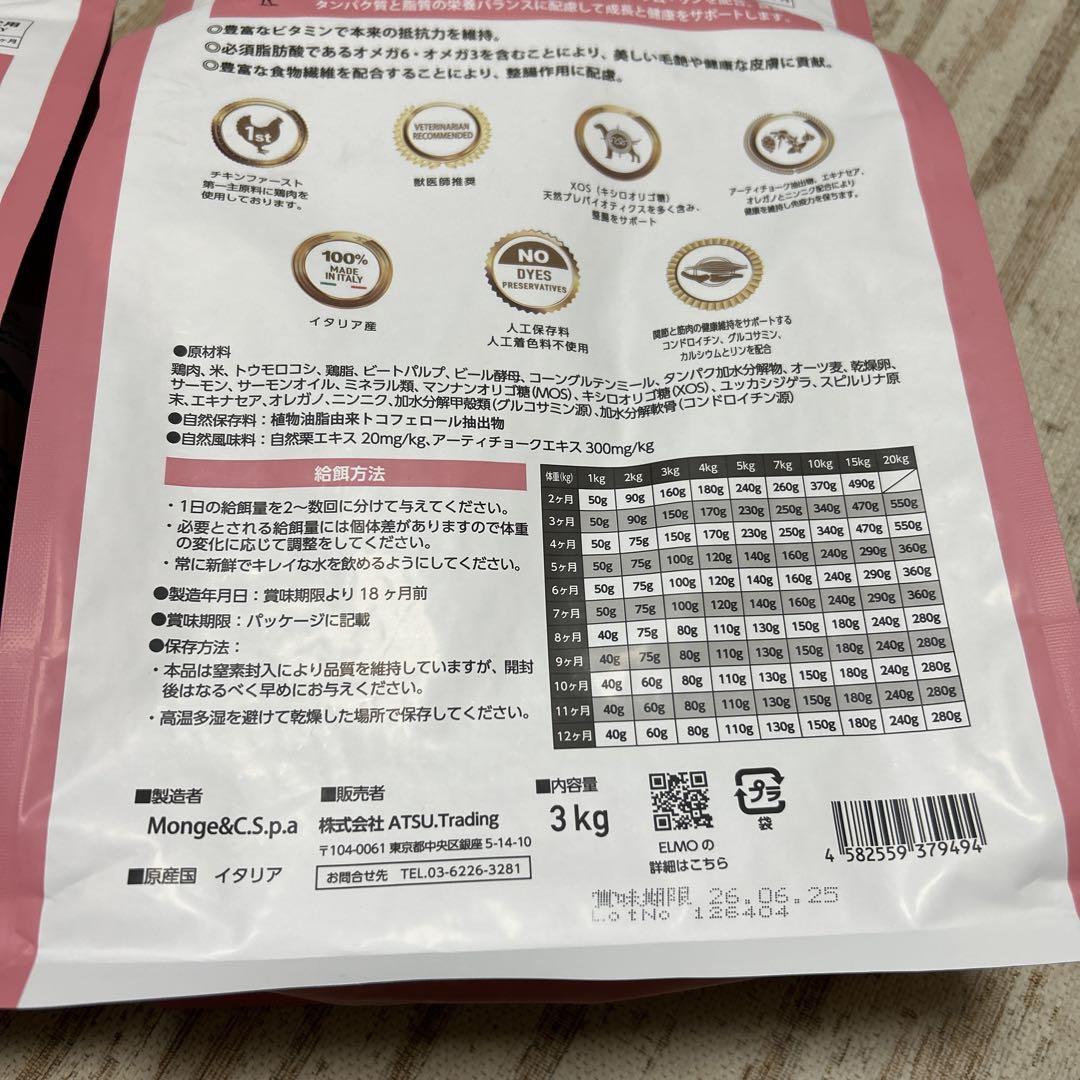 タンパク質と脂質の栄養バランスに配慮して成長と健康をサポートします。
◎豊富なビタミンで本来の抵抗力を維持。
◎必須脂肪酸であるオメガ6・オメガ3を含むことにより、美しい毛艶や健康な皮膚に貢献。
◎豊富な食物繊維を配合することにより、整腸作用に配慮。
1st
チキンファースト
第一主原料に鶏肉を
使用しております。
VETERINARIAN
RECOMMENDED
獣医師推奨
XOS
XOS（キシロオリゴ糖）
天然プレバイオティクスを多く含み、
整腸をサポート
アーティチョーク抽出物、エキナセア、
オレガノとニンニク配合により
健康を維持し免疫力を保ちます。
100%
MADE
IN ITALY
イタリア産
NO
DYES
PRESERVATIVES
人工保存料
人工着色料不使用
関節と筋肉の健康維持をサポートする
コンドロイチン、グルコサミン、
カルシウムとリンを配合
●原材料
鶏肉、米、トウモロコシ、鶏脂、ビートパルプ、ビール酵母、コーングルテンミール、タンパク加水分解物、オーツ麦、乾燥卵、
サーモン、サーモンオイル、ミネラル類、マンナンオリゴ糖(MOS)、キシロオリゴ糖(XOS)、ユッカシジゲラ、スピルリナ原
末、エキナセア、オレガノ、ニンニク、加水分解甲殻類(グルコサミン源)、加水分解軟骨(コンドロイチン源)
●自然保存料：植物油脂由来トコフェロール抽出物
●自然風味料：自然栗エキス 20mg/kg、アーティチョークエキス 300mg/kg
給餌方法
・1日の給餌量を2〜数回に分けて与えてください。
・必要とされる給餌量には個体差がありますので体重
の変化に応じて調整をしてください。
・常に新鮮でキレイな水を飲めるようにしてください。
●製造年月日：賞味期限より 18 ヶ月前
●賞味期限：パッケージに記載
●保存方法：
・本品は窒素封入により品質を維持していますが、開封
後はなるべく早めにお与えください。
・高温多湿を避けて乾燥した場所で保存してください。
体重(kg) 1kg 2kg 3kg 4kg 5kg 7kg 10kg 15kg 20kg
2ヶ月 50g 90g 160g 180g 240g 260g 370g 490g
3ヶ月 50g 90g 150g 170g 230g 250g 340g 470g 550g
4ヶ月 50g 75g 150g 170g 230g 250g 340g 470g 550g
5ヶ月 50g 75g 100g 120g 140g 160g 240g 290g 360g
6ヶ月 50g 75g 100g 120g 140g 160g 240g 290g 360g
7ヶ月 50g 75g 100g 120g 140g 160g 240g 290g 360g
8ヶ月 40g 75g 80g 110g 130g 150g 180g 240g 280g
9ヶ月 40g 75g 80g 110g 130g 150g 180g 240g 280g
10ヶ月 40g 60g 80g 110g 130g 150g 180g 240g 280g
11ヶ月 40g 60g 80g 110g 130g 150g 180g 240g 280g
12ヶ月 40g 60g 80g 110g 130g 150g 180g 240g 280g
■製造者
Monge&C.S.p.a
■原産国 イタリア
■販売者
株式会社 ATSU.Trading
〒104-0061 東京都中央区銀座 5-14-10
お問合せ先 TEL.03-6226-3281
■内容量
3kg
ELMO の
詳細はこちら
プラ
袋
4 582559 379494
賞味期限 26.06.25
LotNo 126404